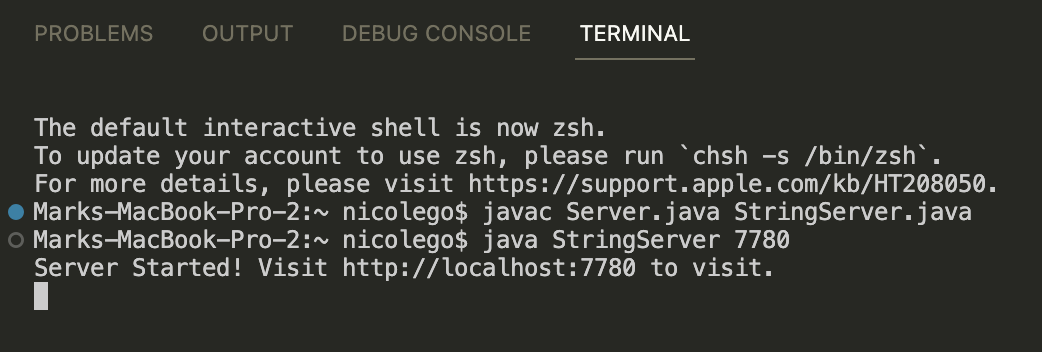 PROBLEMS OUTPUT DEBUG CONSOLE TERMINAL
The default interactive shell is now zsh.
To update your account to use zsh, please run `chsh -s /bin/zsh`.
For more details, please visit https://support.apple.com/kb/HT208050.
Marks-MacBook-Pro-2:~ nicolego$ javac Server.java StringServer.java
Marks-MacBook-Pro-2:~ nicolego$ java StringServer 7780
Server Started! Visit http://localhost:7780 to visit.